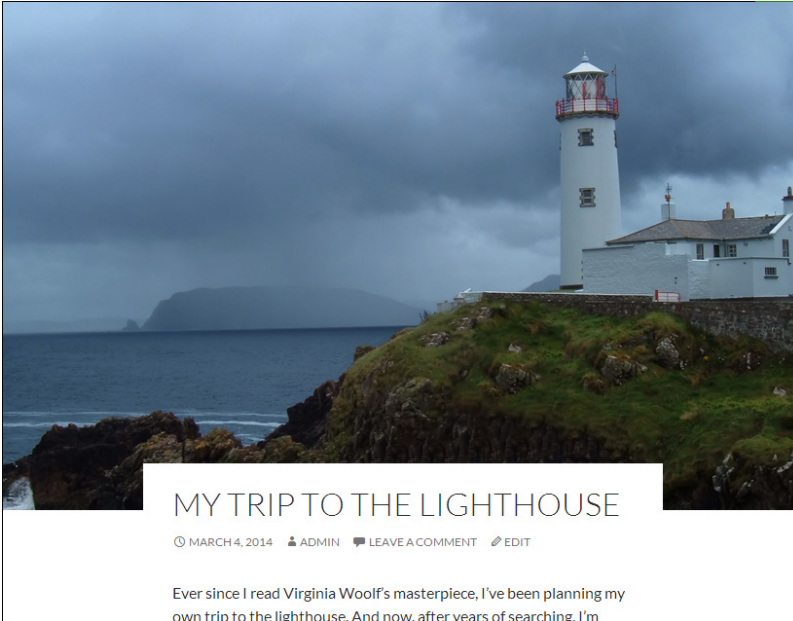 MY TRIP TO THE LIGHTHOUSE
MARCH 4, 2014 ADMIN LEAVE A COMMENT EDIT
Ever since I read Virginia Woolf's masterpiece, I've been planning my
own trip to the lighthouse. And now, after years of searching, I'm